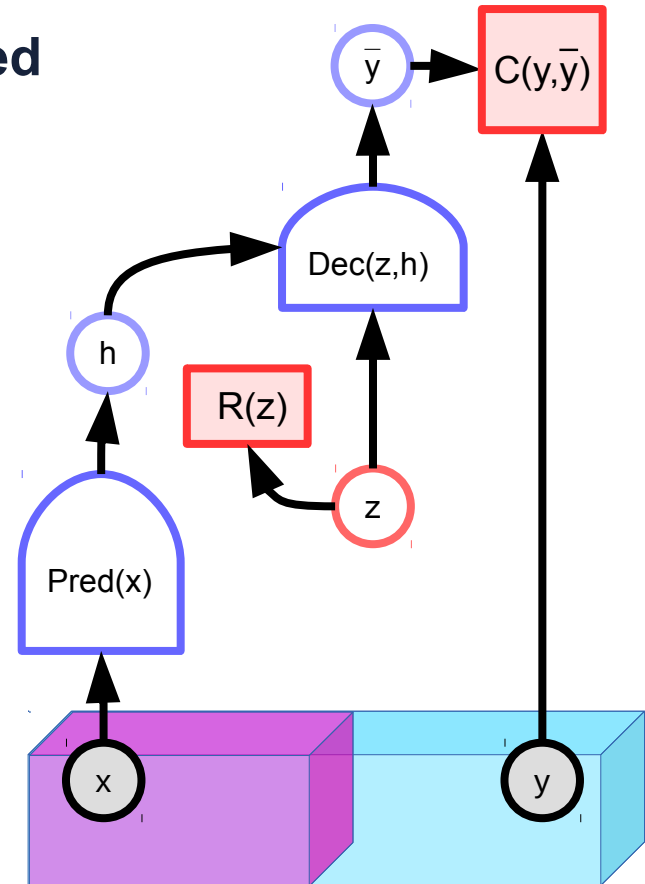 ed
ȳ
C(y,ȳ)
Dec(z,h)
h
R(z)
z
Pred(x)
x
y